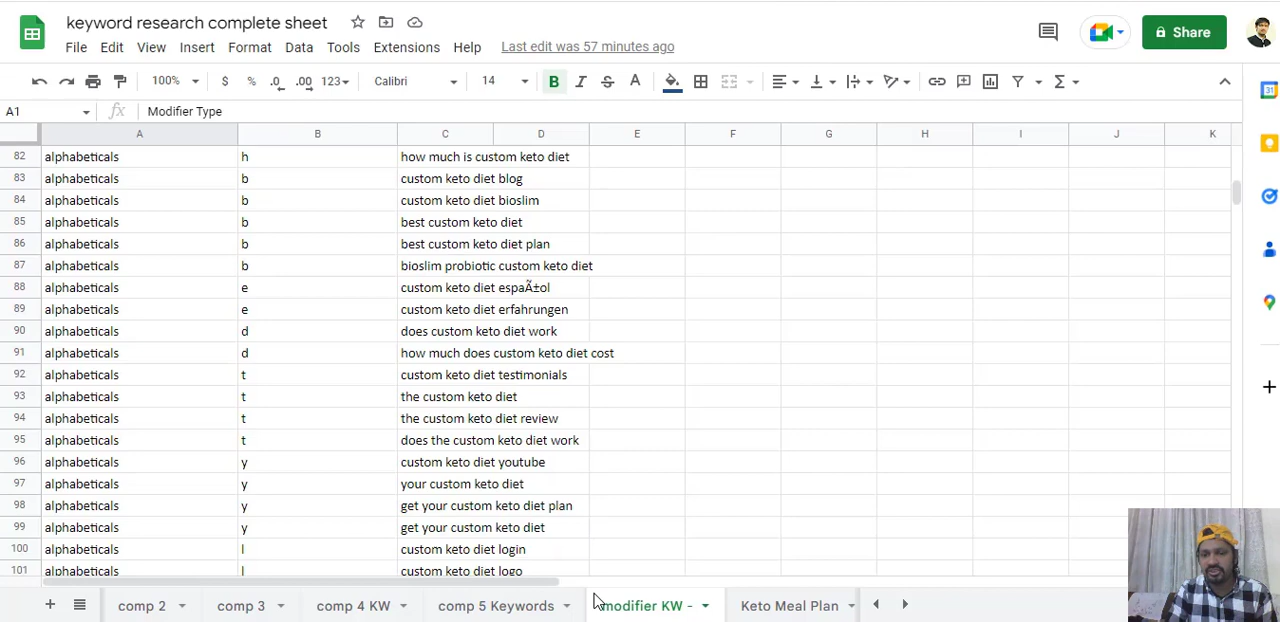 keyword research complete sheet
File Edit View Insert Format Data Tools Extensions Help Last edit was 57 minutes ago
Share
100% $ % .0 .00 123 Calibri 14 B I S A
A1 fx Modifier Type
A B C D E F G H I J K
82 alphabeticals h how much is custom keto diet
83 alphabeticals b custom keto diet blog
84 alphabeticals b custom keto diet bioslim
85 alphabeticals b best custom keto diet
86 alphabeticals b best custom keto diet plan
87 alphabeticals b bioslim probiotic custom keto diet
88 alphabeticals e custom keto diet espaÃ±ol
89 alphabeticals e custom keto diet erfahrungen
90 alphabeticals d does custom keto diet work
91 alphabeticals d how much does custom keto diet cost
92 alphabeticals t custom keto diet testimonials
93 alphabeticals t the custom keto diet
94 alphabeticals t the custom keto diet review
95 alphabeticals t does the custom keto diet work
96 alphabeticals y custom keto diet youtube
97 alphabeticals y your custom keto diet
98 alphabeticals y get your custom keto diet plan
99 alphabeticals y get your custom keto diet
100 alphabeticals l custom keto diet login
101 alphabeticals l custom keto diet logo
comp 2 comp 3 comp 4 KW comp 5 Keywords modifier KW - Keto Meal Plan
31